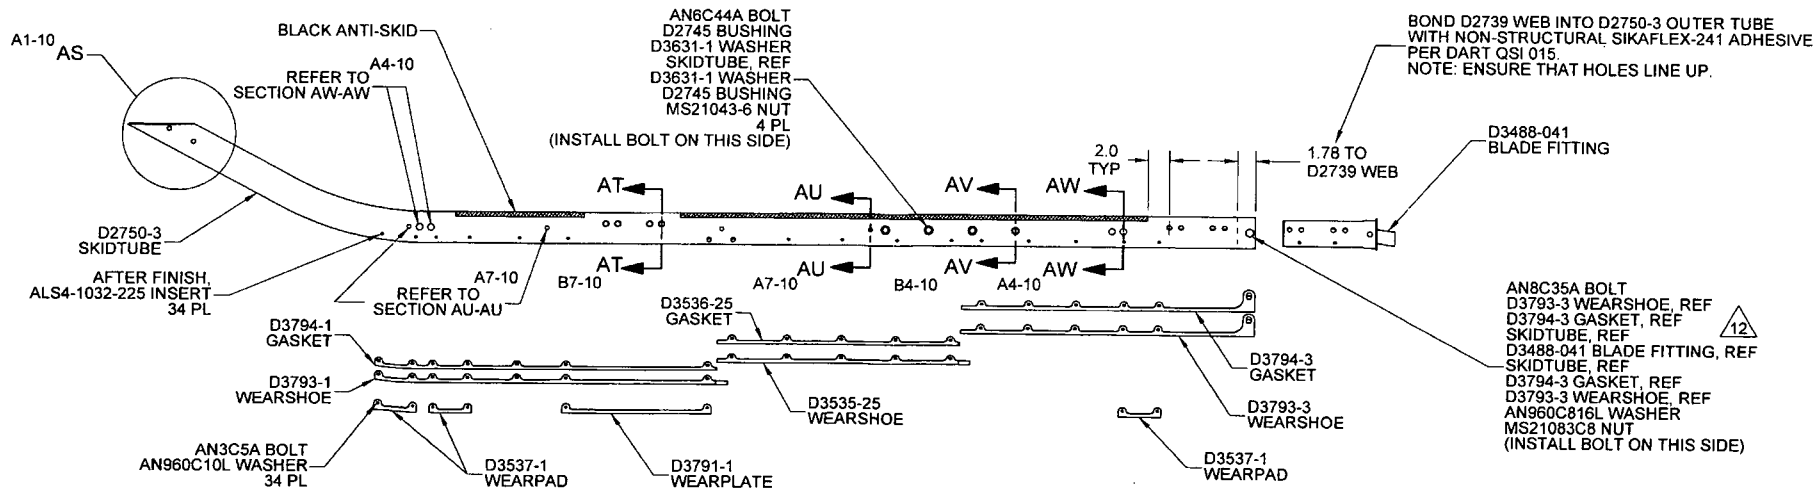 A1-10
AS
BLACK ANTI-SKID
A4-10
REFER TO
SECTION AW-AW
AN6C44A BOLT
D2745 BUSHING
D3631-1 WASHER
SKIDTUBE, REF
D3631-1 WASHER
D2745 BUSHING
MS21043-6 NUT
4 PL
(INSTALL BOLT ON THIS SIDE)
BOND D2739 WEB INTO D2750-3 OUTER TUBE
WITH NON-STRUCTURAL SIKAFLEX-241 ADHESIVE
PER DART QSI 015.
NOTE: ENSURE THAT HOLES LINE UP.
D3488-041
BLADE FITTING
2.0
TYP
1.78 TO
D2739 WEB
AT
AU
AV
AW
D2750-3
SKIDTUBE
AFTER FINISH,
ALS4-1032-225 INSERT
34 PL
A7-10
REFER TO
SECTION AU-AU
AT
B7-10
AU
A7-10
AV
B4-10
AW
A4-10
D3794-1
GASKET
D3793-1
WEARSHOE
AN3C5A BOLT
AN960C10L WASHER
34 PL
D3537-1
WEARPAD
D3791-1
WEARPLATE
D3536-25
GASKET
D3535-25
WEARSHOE
D3794-3
GASKET
D3793-3
WEARSHOE
D3537-1
WEARPAD
AN8C35A BOLT
D3793-3 WEARSHOE, REF
D3794-3 GASKET, REF
SKIDTUBE, REF
D3488-041 BLADE FITTING, REF
SKIDTUBE, REF
D3794-3 GASKET, REF
D3793-3 WEARSHOE, REF
AN960C816L WASHER
MS21083C8 NUT
(INSTALL BOLT ON THIS SIDE)
12